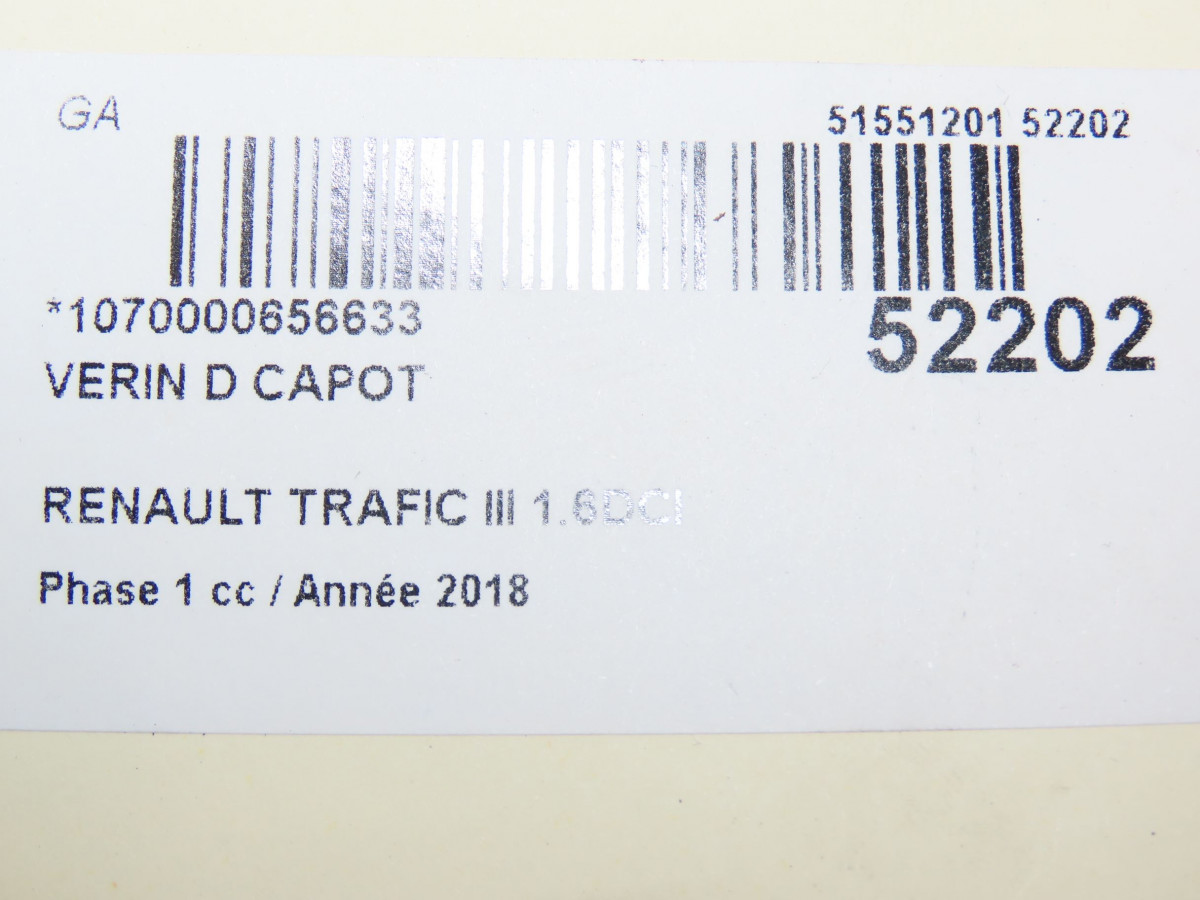 GA
51551201 52202
*1070000656633
52202
VERIN D CAPOT
RENAULT TRAFIC III 1.6DCI
Phase 1 cc / Année 2018